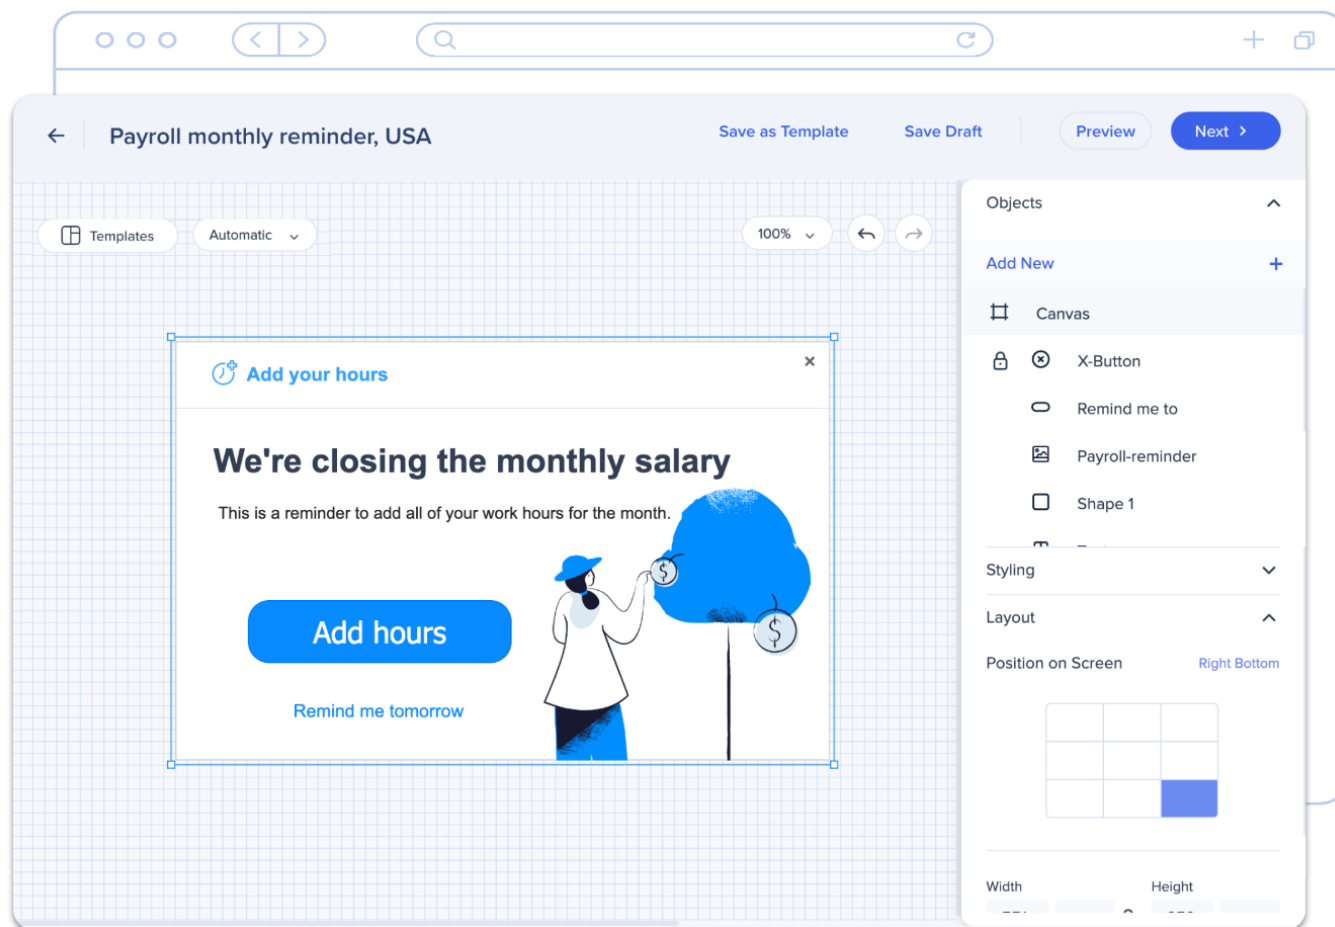 Payroll monthly reminder, USA
Save as Template
Save Draft
Preview
Next
Templates
Automatic
100%
Add your hours
We're closing the monthly salary
This is a reminder to add all of your work hours for the month.
$
$
Add hours
Remind me tomorrow
Objects
Add New
+
Canvas
X-Button
Remind me to
Payroll-reminder
Shape 1
Styling
Layout
Position on Screen
Right Bottom
Width
Height